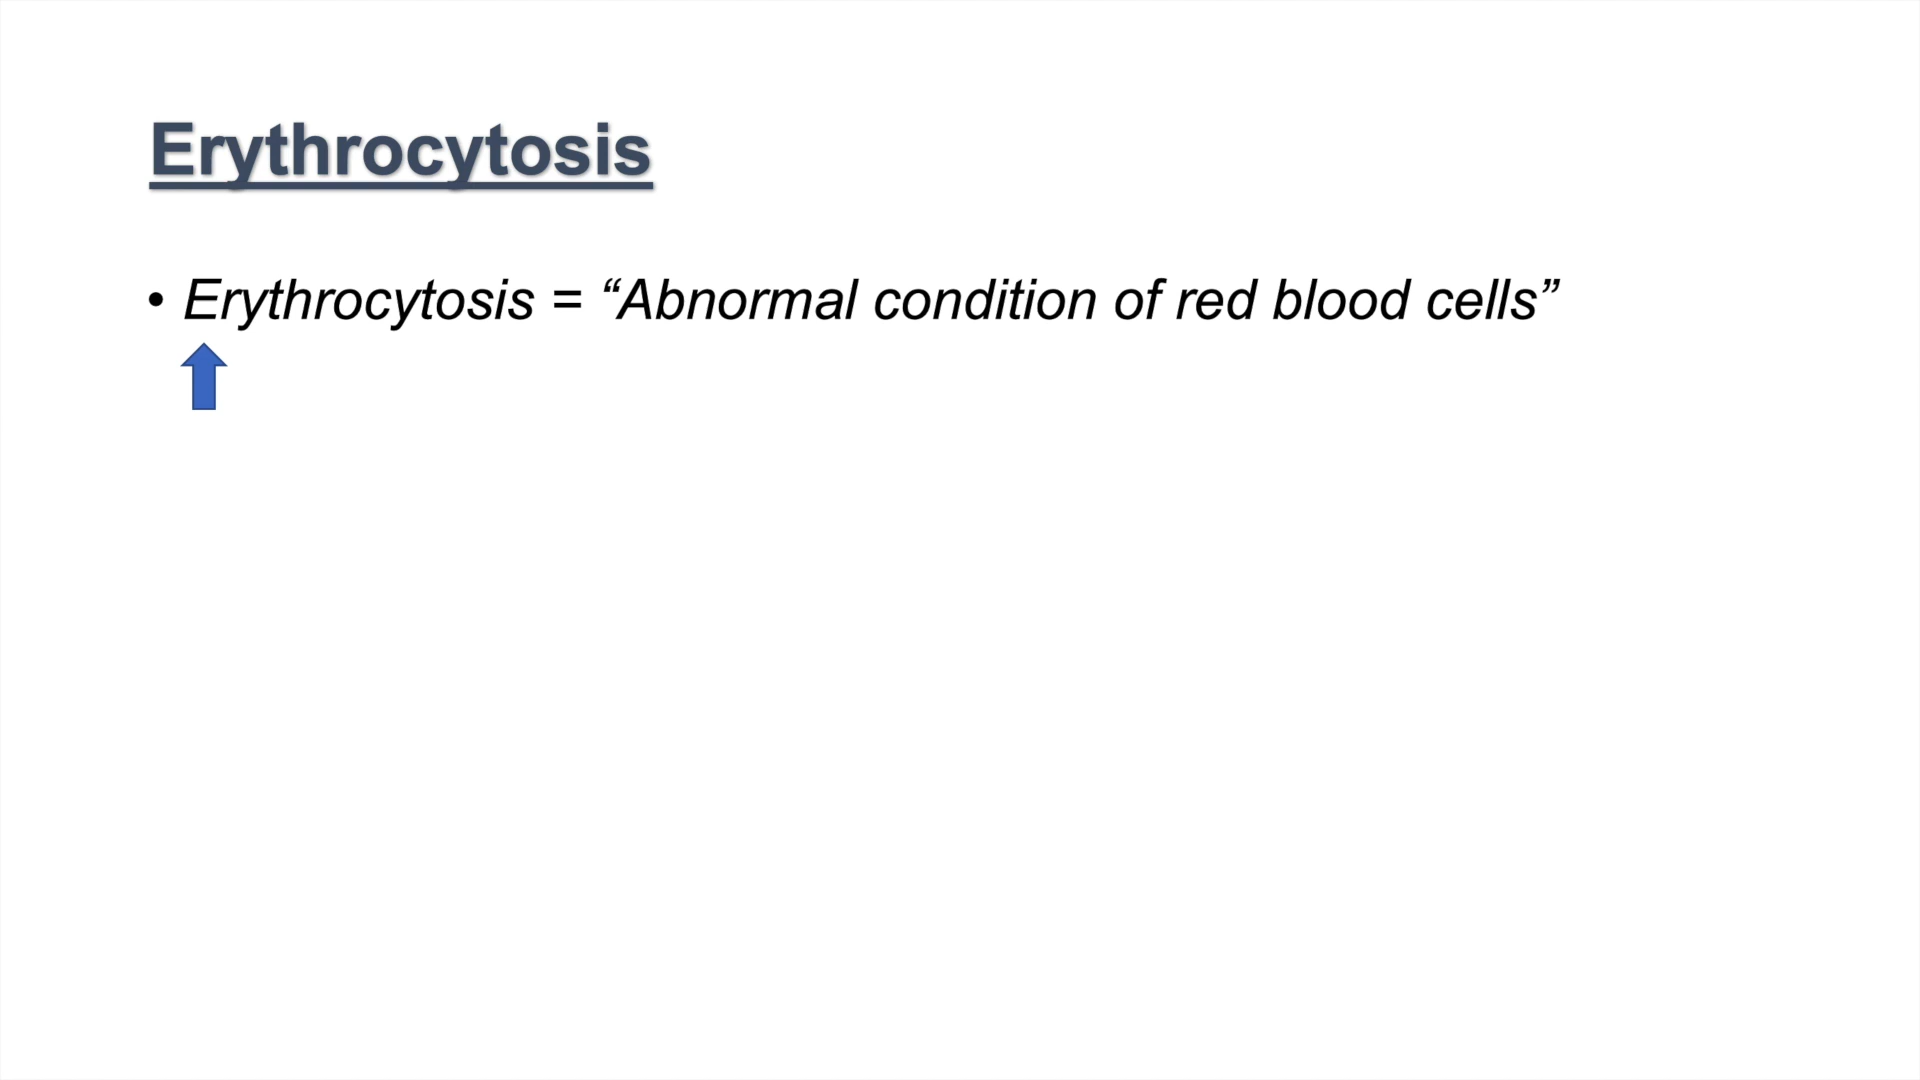 Erythrocytosis
• Erythrocytosis = “Abnormal condition of red blood cells”